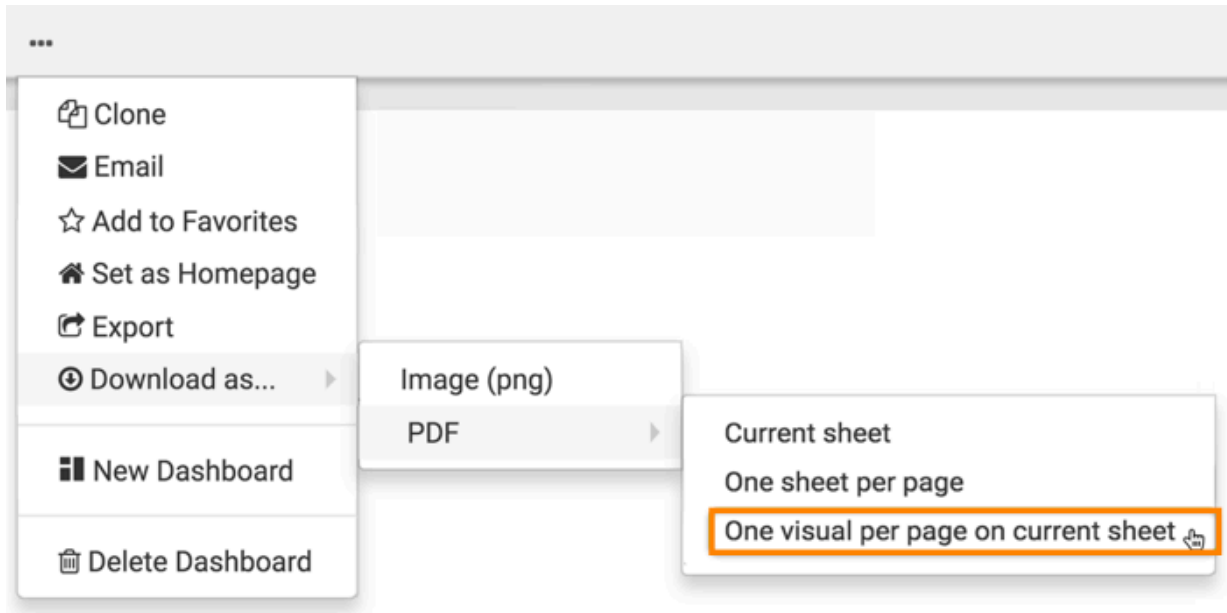 Clone
Email
Add to Favorites
Set as Homepage
Export
Download as...
Image (png)
PDF
Current sheet
One sheet per page
One visual per page on current sheet
New Dashboard
Delete Dashboard